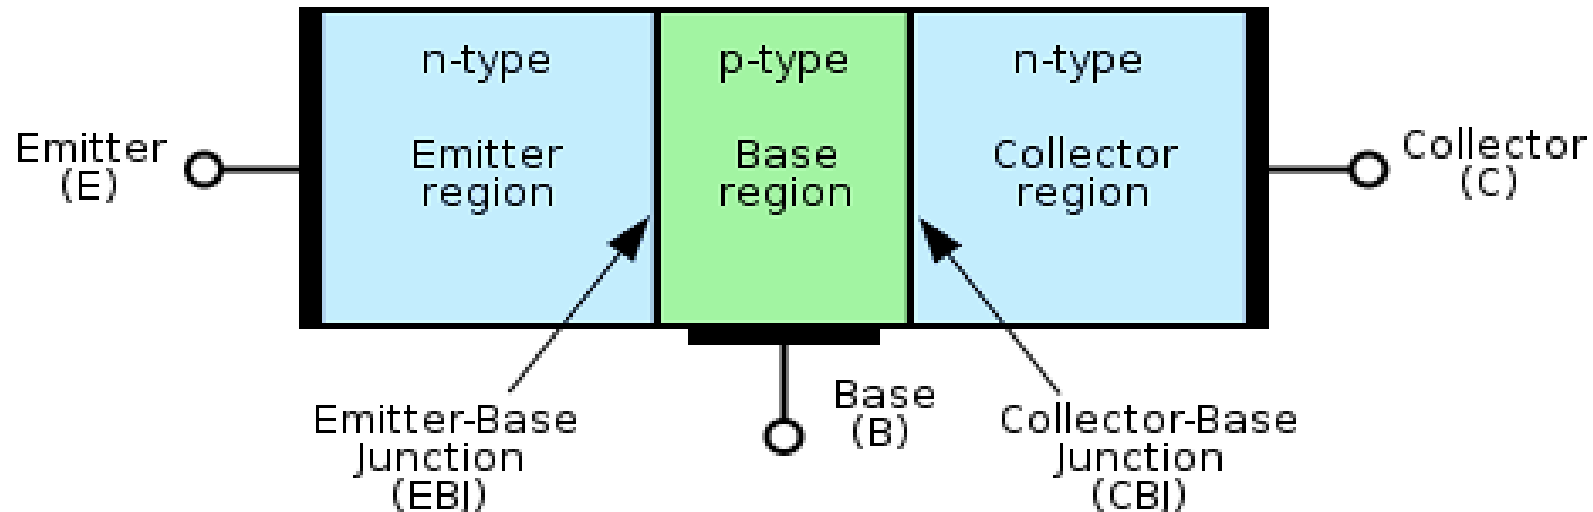 n-type
p-type
n-type
Emitter
(E)
Emitter
region
Base
region
Collector
region
Collector
(C)
Emitter-Base
Junction
(EBJ)
Base
(B)
Collector-Base
Junction
(CBJ)